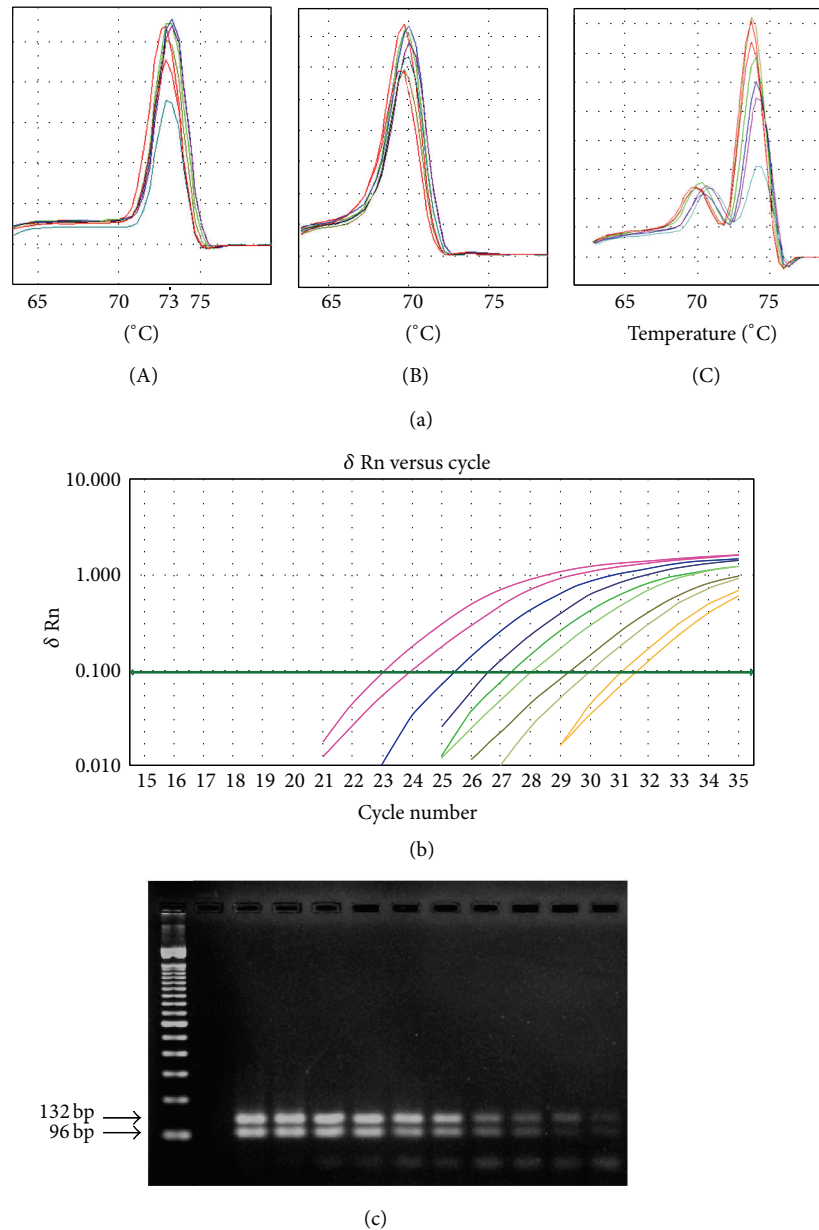 65 70 73 75
65 70 75
65 70 75
(°C)
(°C)
Temperature (°C)
(A)
(B)
(C)
(a)
δ Rn versus cycle
10.000
1.000
0.100
0.010
δ Rn
15 16 17 18 19 20 21 22 23 24 25 26 27 28 29 30 31 32 33 34 35
Cycle number
(b)
132 bp
96 bp
(c)